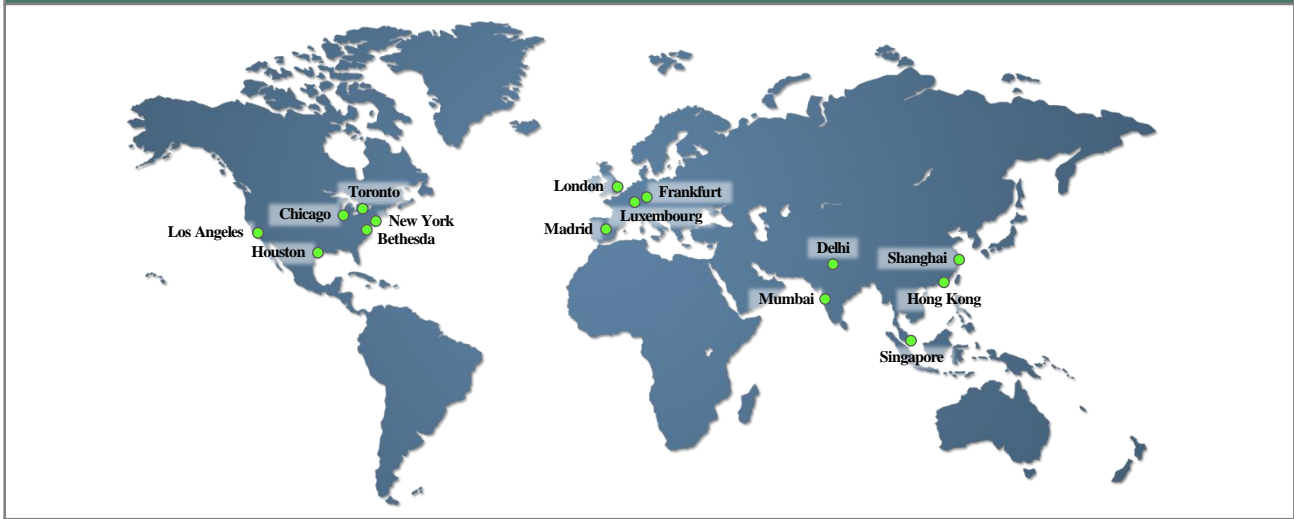 Toronto
Chicago
New York
Los Angeles
Bethesda
Houston
London
Frankfurt
Luxembourg
Madrid
Delhi
Shanghai
Mumbai
Hong Kong
Singapore